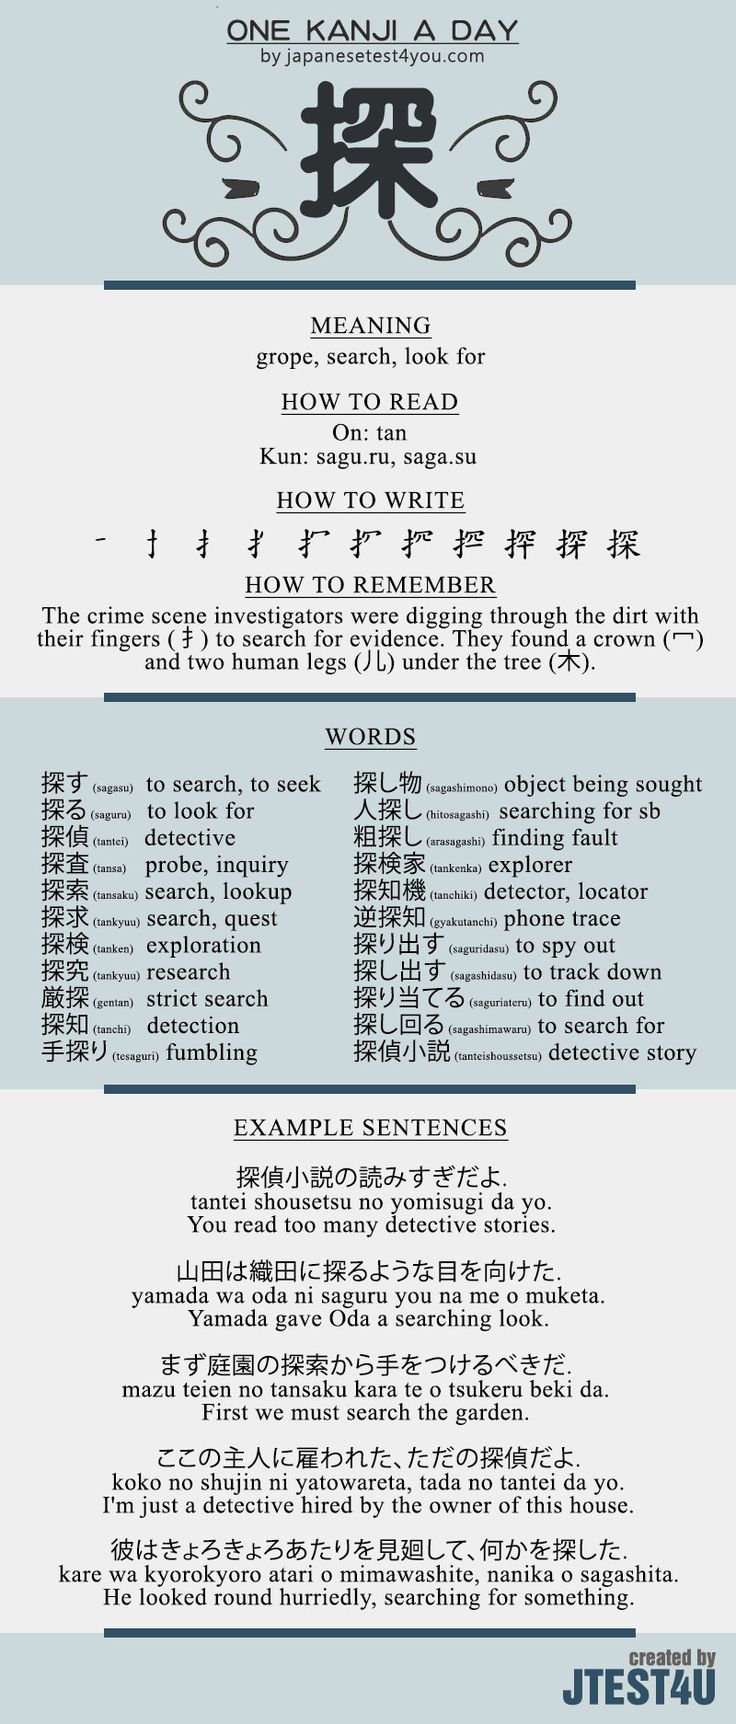 ONE KANJI A DAY
by japanesetest4you.com
探
MEANING
grope, search, look for
HOW TO READ
On: tan
Kun: sagu.ru, saga.su
HOW TO WRITE
HOW TO REMEMBER
The crime scene investigators were digging through the dirt with
their fingers (扌) to search for evidence. They found a crown (冖)
and two human legs (儿) under the tree (木).
WORDS
探す (sagasu) to search, to seek
探る (saguru) to look for
探偵 (tantei) detective
探査 (tansa) probe, inquiry
探索 (tansaku) search, lookup
探求 (tankyuu) search, quest
探検 (tanken) exploration
探究 (tankyuu) research
厳探 (gentan) strict search
探知 (tanchi) detection
手探り (tesaguri) fumbling
探し物 (sagashimono) object being sought
人探し (hitosagashi) searching for sb
粗探し (arasagashi) finding fault
探検家 (tankenka) explorer
探知機 (tanchiki) detector, locator
逆探知 (gyakutanchi) phone trace
探り出す (saguridasu) to spy out
探し出す (sagashidasu) to track down
探り当てる (saguriateru) to find out
探し回る (sagashimawaru) to search for
探偵小説 (tanteishoussetsu) detective story
EXAMPLE SENTENCES
探偵小説の読みすぎだよ.
tantei shousetsu no yomisugi da yo.
You read too many detective stories.
山田は織田に探るような目を向けた.
yamada wa oda ni saguru you na me o muketa.
Yamada gave Oda a searching look.
まず庭園の探索から手をつけるべきだ.
mazu teien no tansaku kara te o tsukeru beki da.
First we must search the garden.
ここの主人に雇われた、ただの探偵だよ.
koko no shujin ni yatowareta, tada no tantei da yo.
I'm just a detective hired by the owner of this house.
彼はきょろきょろあたりを見廻して、何かを探した.
kare wa kyorokyoro atari o mimawashite, nanika o sagashita.
He looked round hurriedly, searching for something.
created by
JTEST4U